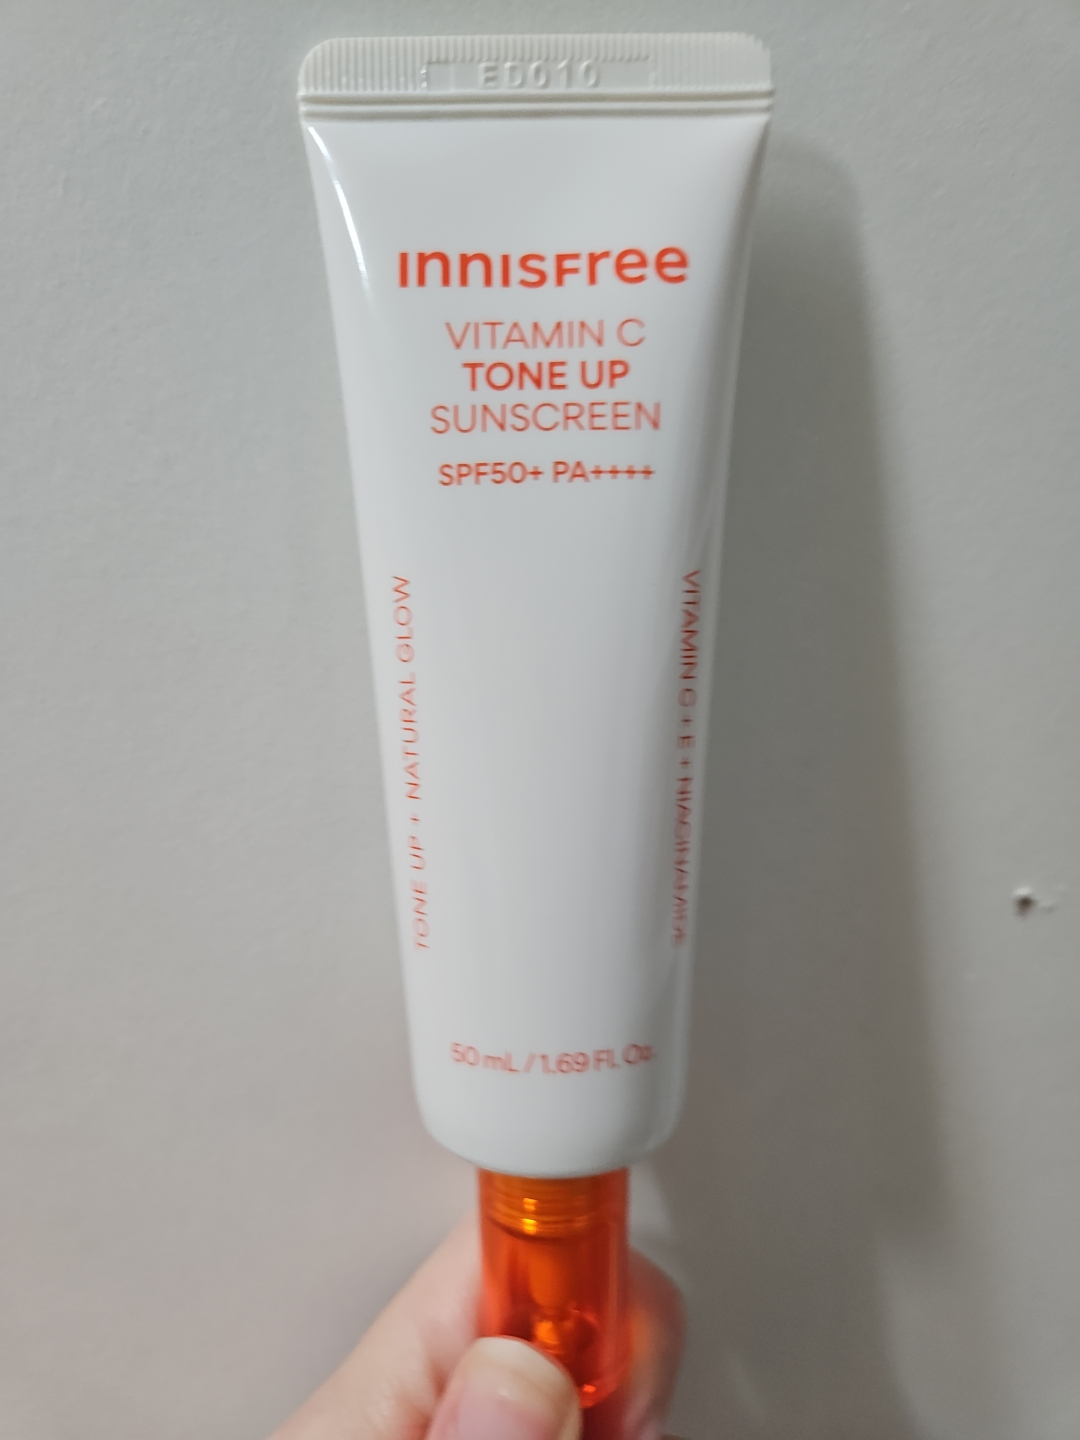 ED010
INNISFree
VITAMIN C
TONE UP
SUNSCREEN
SPF50+ PA++++
TONE UP + NATURAL GLOW
VITAMIN C + E + NIACINAMIDE
50 mL / 1.69 Fl. Oz.